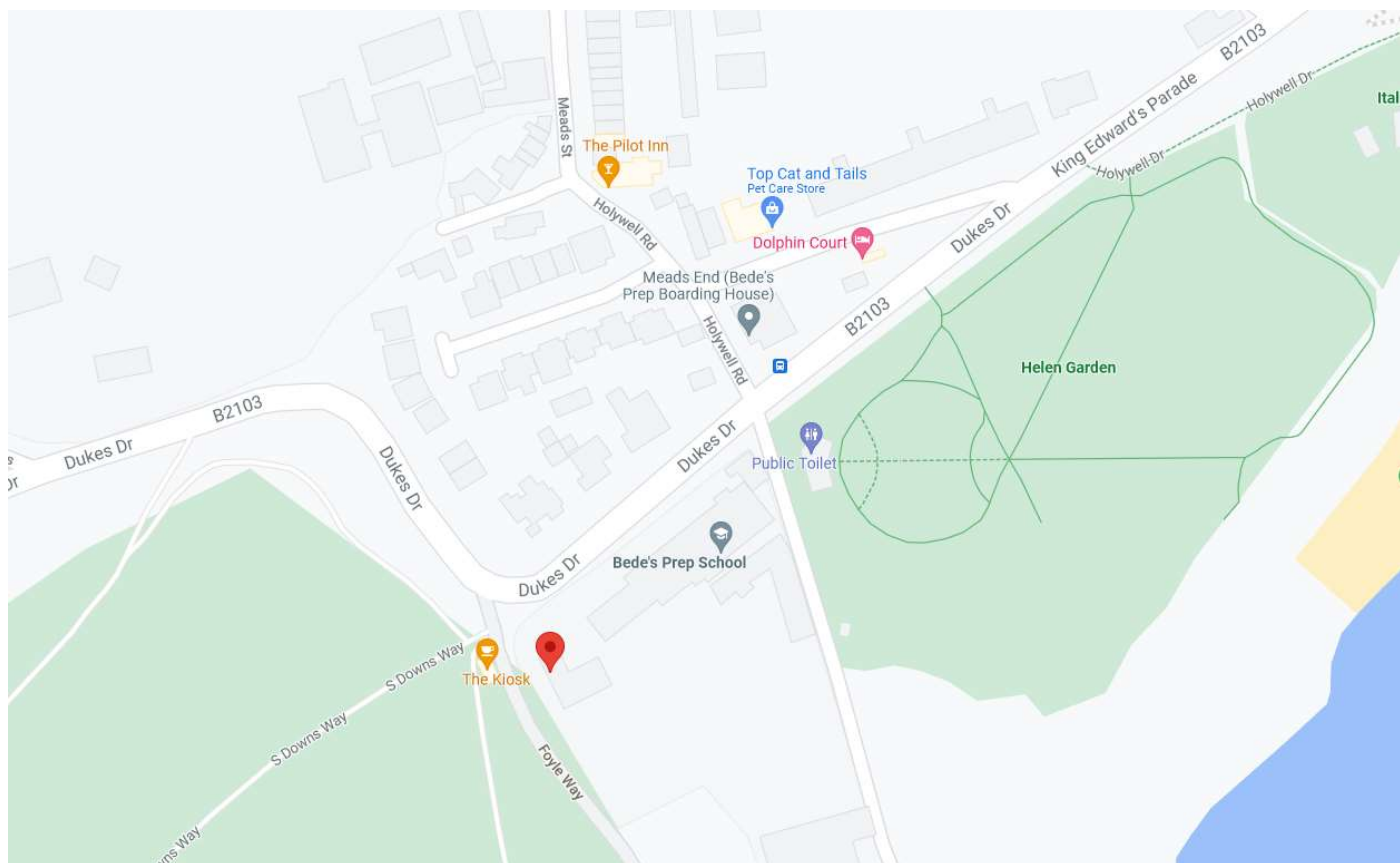 B2103
Holywell Dr
Ital
King Edward's Parade
Meads St
The Pilot Inn
Top Cat and Tails
Pet Care Store
Holywell Dr
Holywell Rd
Dukes Dr
Dolphin Court
Meads End (Bede's
Prep Boarding House)
B2103
Holywell Rd
Helen Garden
B2103
Dukes Dr
Dukes Dr
Dukes Dr
Public Toilet
Dr
Bede's Prep School
Dukes Dr
S Downs Way
The Kiosk
S Downs Way
Foyle Way
wns Way